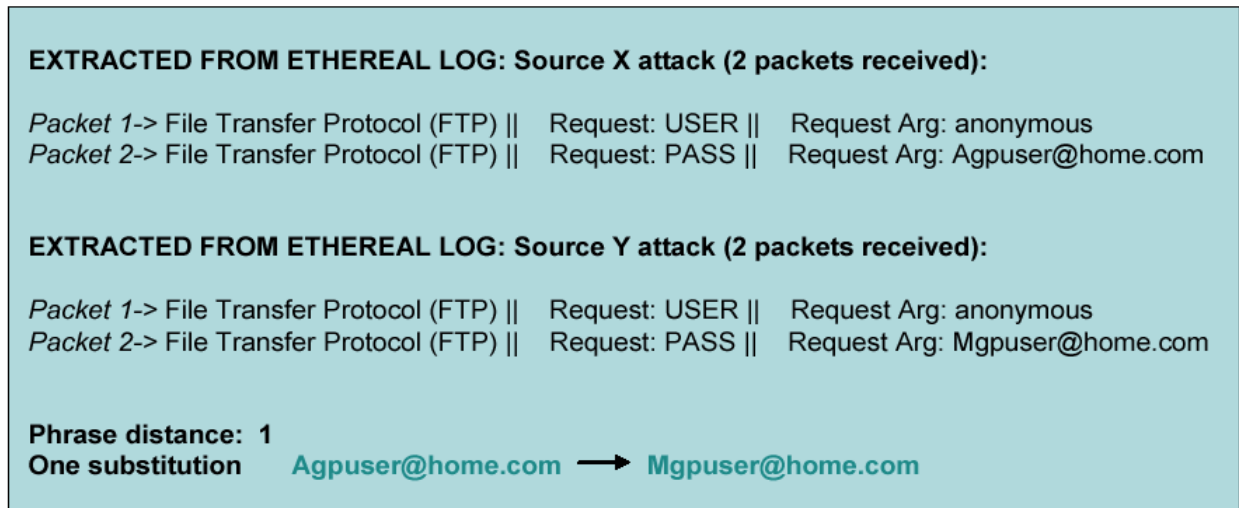 EXTRACTED FROM ETHEREAL LOG: Source X attack (2 packets received):
Packet 1-> File Transfer Protocol (FTP) || Request: USER || Request Arg: anonymous
Packet 2-> File Transfer Protocol (FTP) || Request: PASS || Request Arg: Agpuser@home.com
EXTRACTED FROM ETHEREAL LOG: Source Y attack (2 packets received):
Packet 1-> File Transfer Protocol (FTP) || Request: USER || Request Arg: anonymous
Packet 2-> File Transfer Protocol (FTP) || Request: PASS || Request Arg: Mgpuser@home.com
Phrase distance: 1
One substitution Agpuser@home.com → Mgpuser@home.com